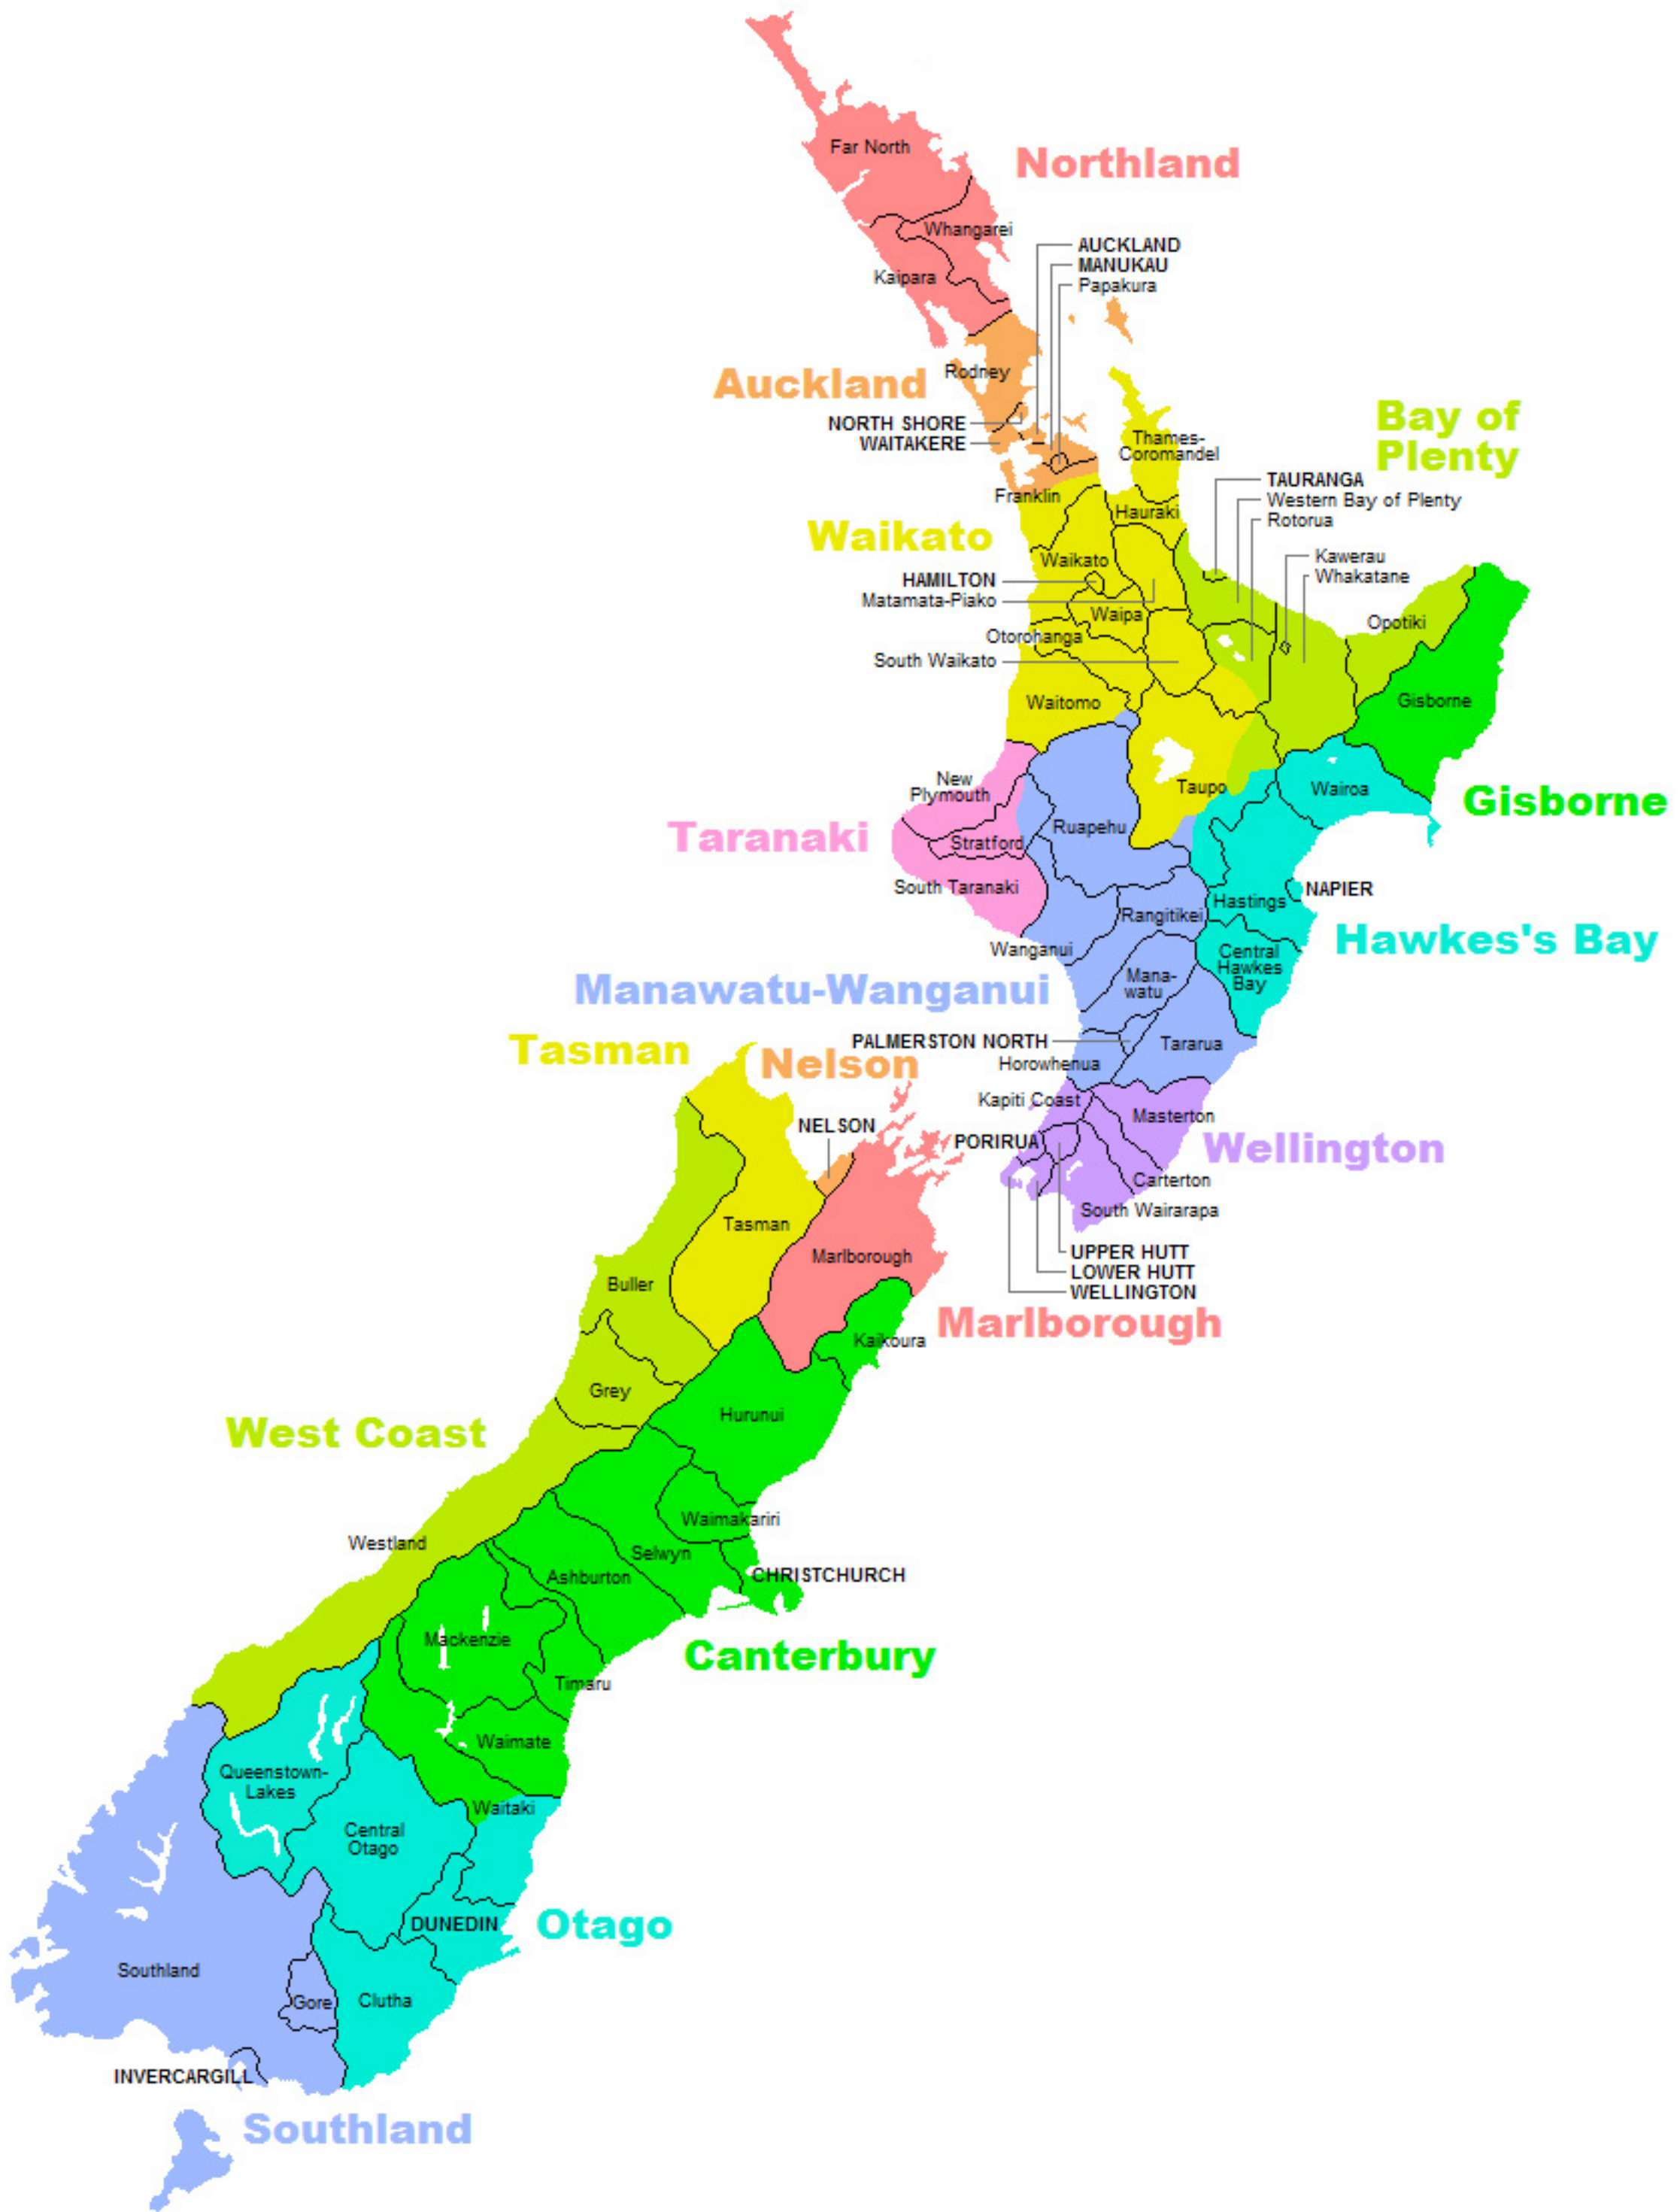 Far North
Northland
Whangarei
AUCKLAND
MANUKAU
Kaipara
Papakura
Rodney
Auckland
NORTH SHORE
WAITAKERE
Bay of
Plenty
Thames-
Coromandel
TAURANGA
Western Bay of Plenty
Rotorua
Franklin
Hauraki
Waikato
Waikato
Kawerau
Whakatane
HAMILTON
Matamata-Piako
Waipa
Opotiki
Otorohanga
South Waikato
Waitomo
Gisborne
New
Plymouth
Taupo
Wairoa
Gisborne
Taranaki
Ruapehu
Stratford
South Taranaki
NAPIER
Hastings
Rangitikei
Wanganui
Hawkes's Bay
Central
Hawkes
Bay
Mana-
watu
Manawatu-Wanganui
PALMERSTON NORTH
Tararua
Tasman
Nelson
Horowhenua
Kapiti Coast
Masterton
NELSON
PORIRUA
Wellington
Carterton
South Wairarapa
Tasman
Marlborough
UPPER HUTT
LOWER HUTT
WELLINGTON
Buller
Marlborough
Kaikoura
Grey
Hurunui
West Coast
Waimakariri
Westland
Selwyn
Ashburton
CHRISTCHURCH
Mackenzie
Canterbury
Timaru
Waimate
Queenstown-
Lakes
Waitaki
Central
Otago
DUNEDIN
Otago
Southland
Gore
Clutha
INVERCARGILL
Southland